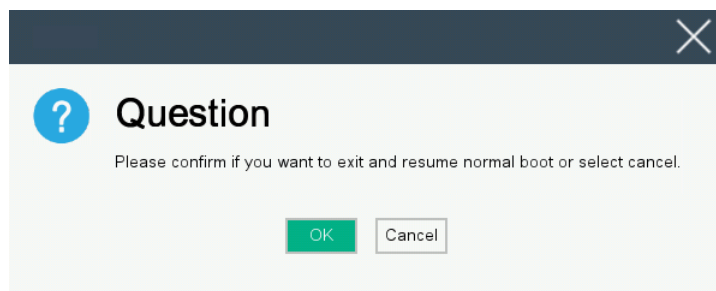 Question
Please confirm if you want to exit and resume normal boot or select cancel.
OK
Cancel